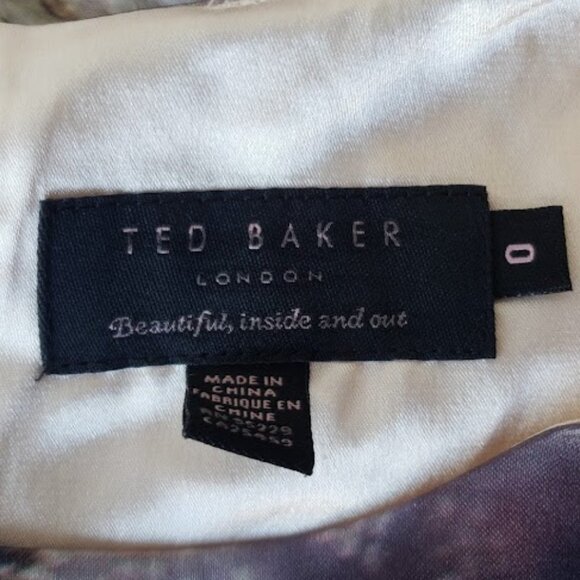 TED BAKER
LONDON
Beautiful, inside and out
0
MADE IN
CHINA
FABRIQUE EN
CHINE